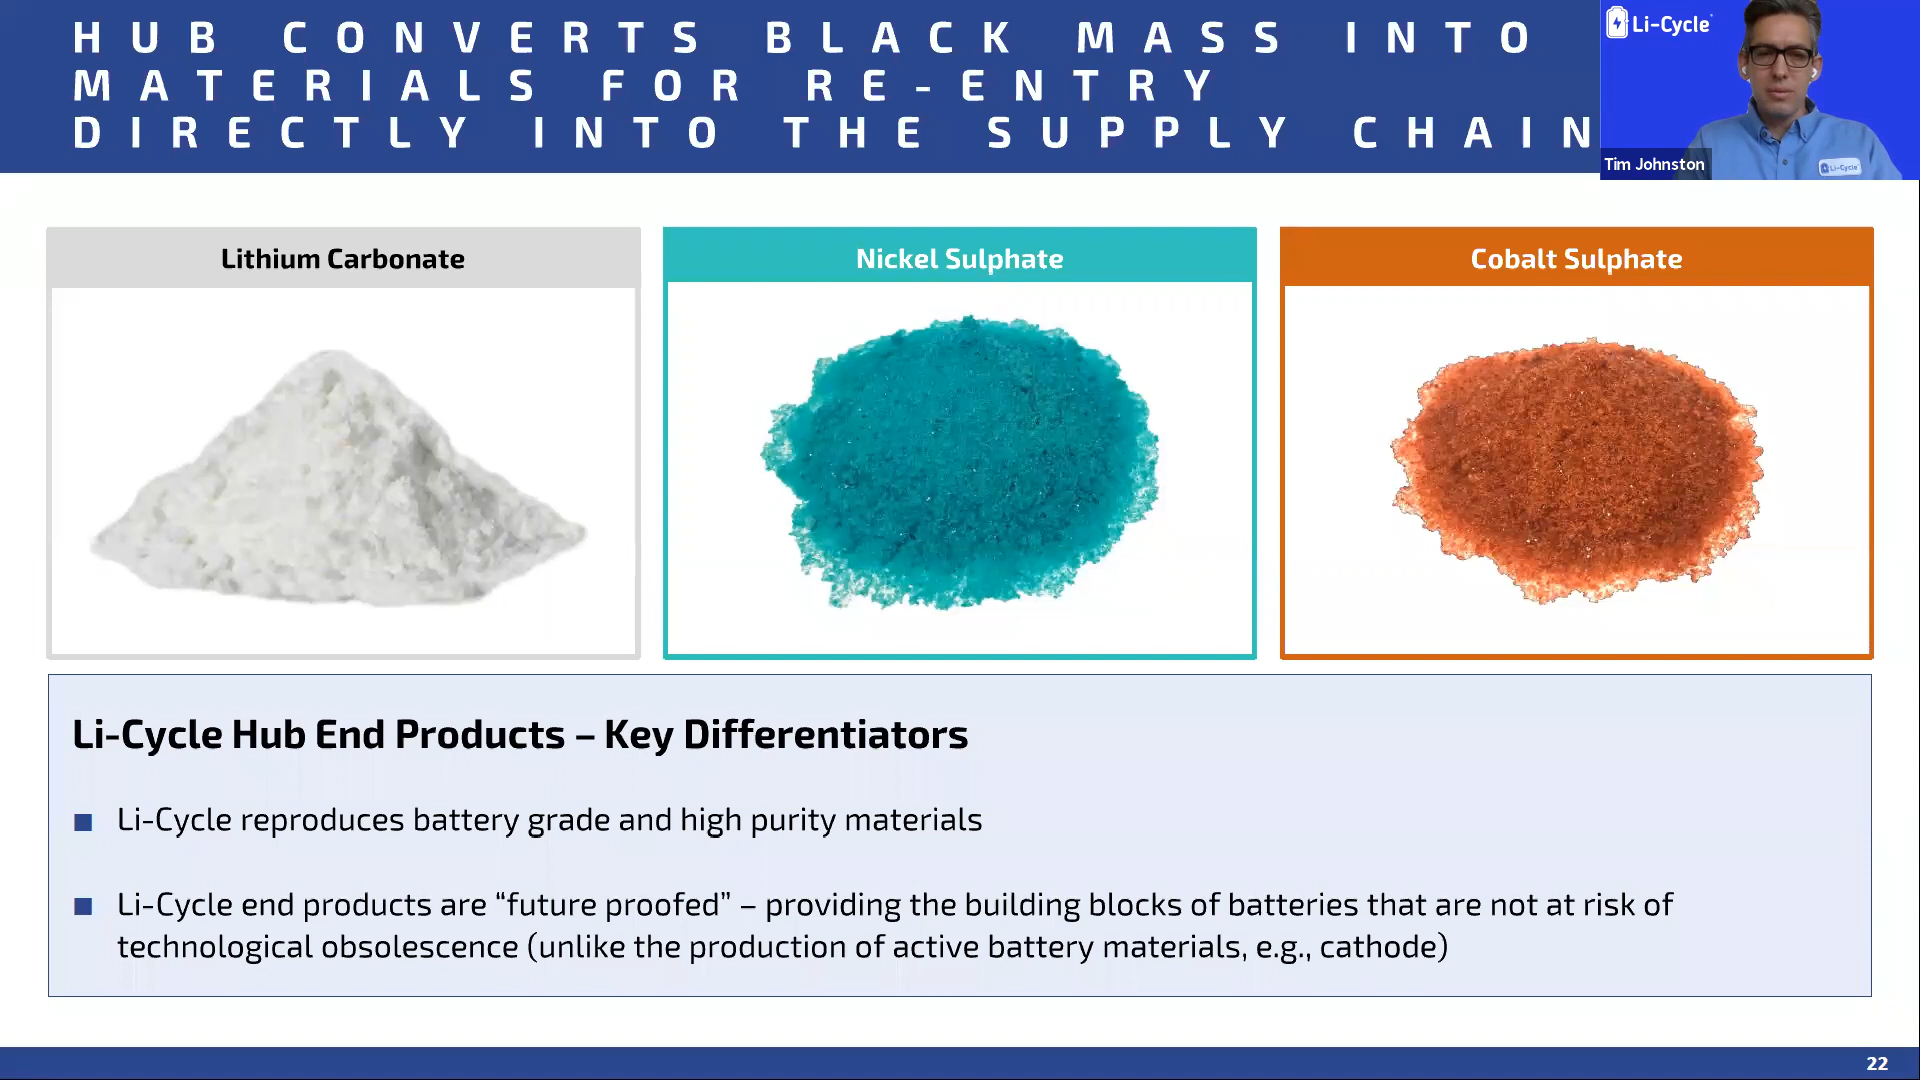 HUB CONVERTS BLACK MASS INTO
MATERIALS FOR RE-ENTRY
DIRECTLY INTO THE SUPPLY CHAIN
Li-Cycle
Tim Johnston
Li-Cycle
Lithium Carbonate
Nickel Sulphate
Cobalt Sulphate
Li-Cycle Hub End Products – Key Differentiators
■ Li-Cycle reproduces battery grade and high purity materials
■ Li-Cycle end products are “future proofed” – providing the building blocks of batteries that are not at risk of
technological obsolescence (unlike the production of active battery materials, e.g., cathode)
22